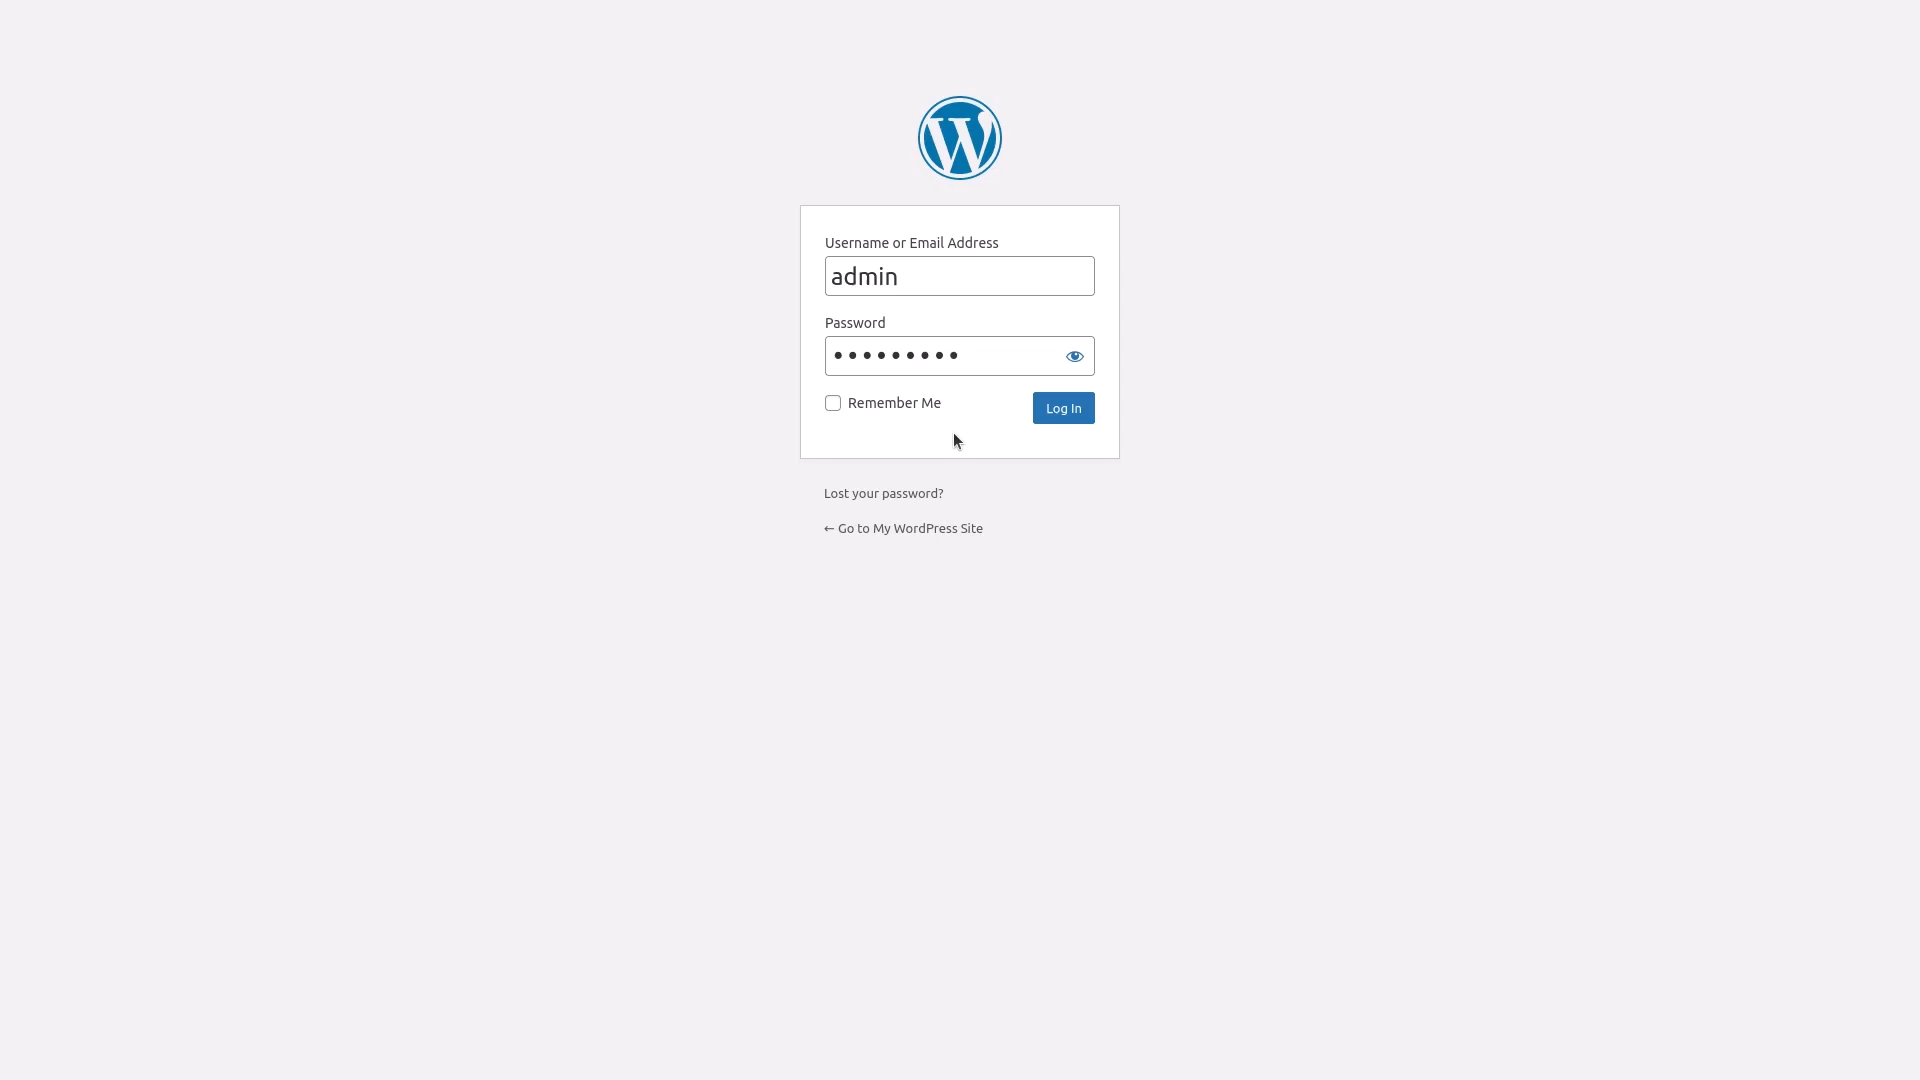 Username or Email Address
admin
Password
Remember Me
Log In
Lost your password?
← Go to My WordPress Site